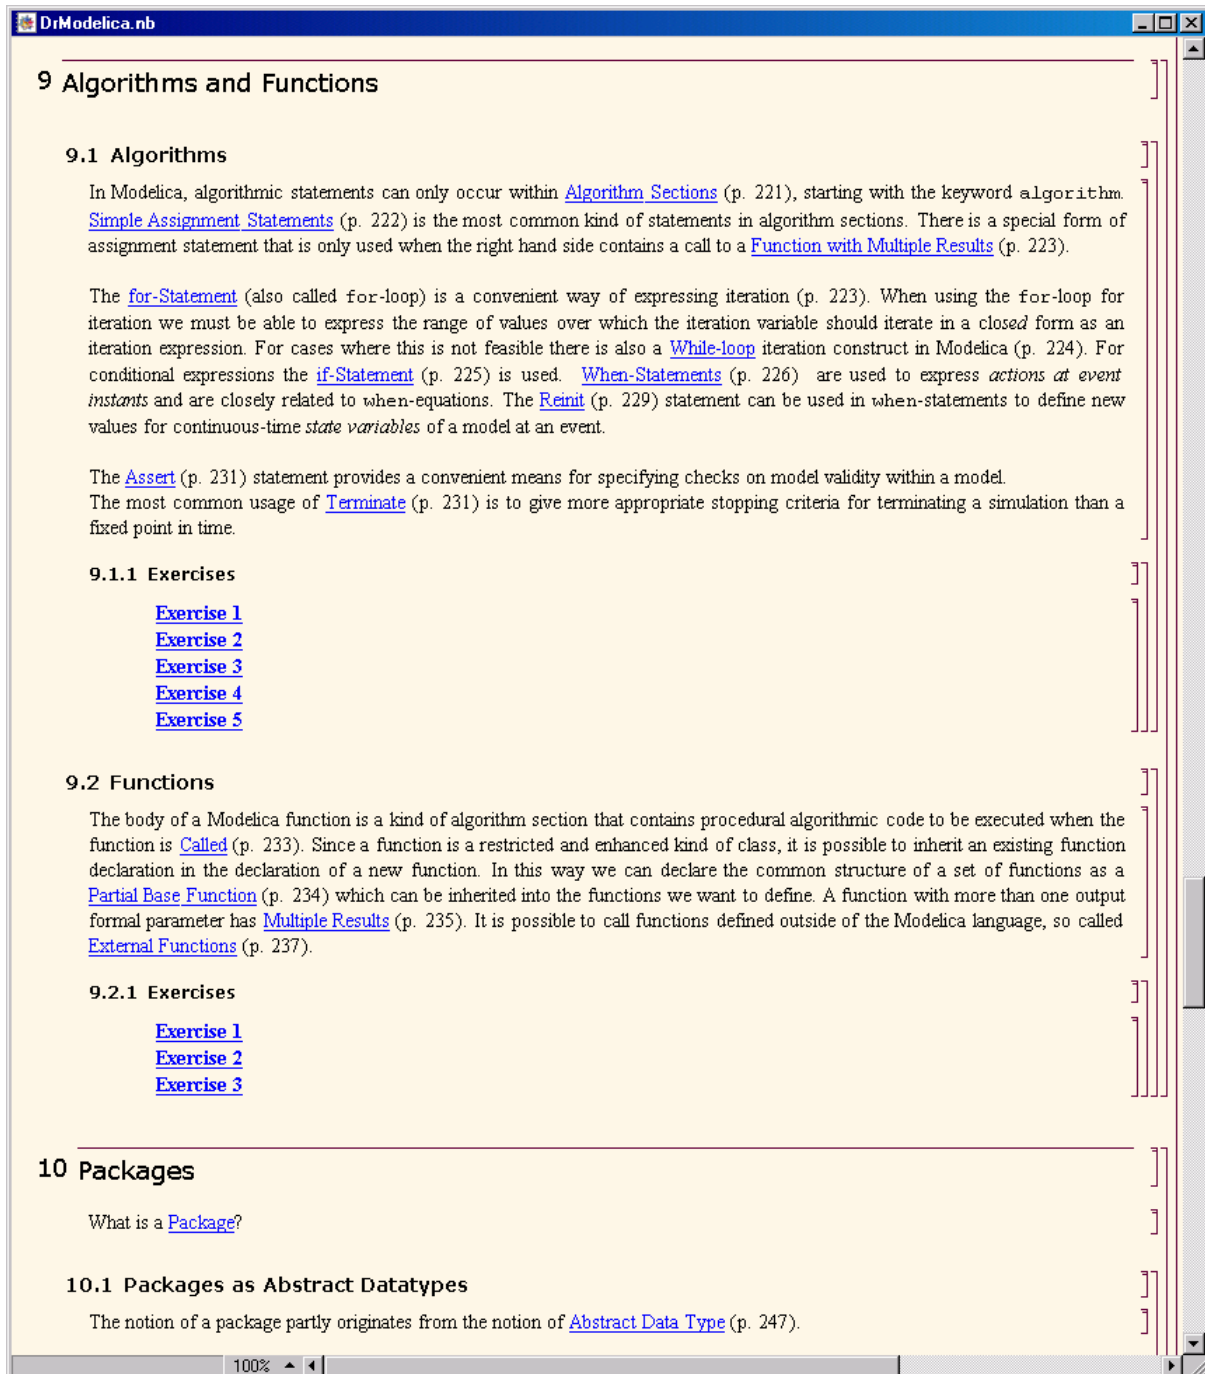 DrModelica.nb
9 Algorithms and Functions
9.1 Algorithms
In Modelica, algorithmic statements can only occur within Algorithm Sections (p. 221), starting with the keyword algorithm.
Simple Assignment Statements (p. 222) is the most common kind of statements in algorithm sections. There is a special form of
assignment statement that is only used when the right hand side contains a call to a Function with Multiple Results (p. 223).
The for-Statement (also called for-loop) is a convenient way of expressing iteration (p. 223). When using the for-loop for
iteration we must be able to express the range of values over which the iteration variable should iterate in a closed form as an
iteration expression. For cases where this is not feasible there is also a While-loop iteration construct in Modelica (p. 224). For
conditional expressions the if-Statement (p. 225) is used. When-Statements (p. 226) are used to express actions at event
instants and are closely related to when-equations. The Reinit (p. 229) statement can be used in when-statements to define new
values for continuous-time state variables of a model at an event.
The Assert (p. 231) statement provides a convenient means for specifying checks on model validity within a model.
The most common usage of Terminate (p. 231) is to give more appropriate stopping criteria for terminating a simulation than a
fixed point in time.
9.1.1 Exercises
Exercise 1
Exercise 2
Exercise 3
Exercise 4
Exercise 5
9.2 Functions
The body of a Modelica function is a kind of algorithm section that contains procedural algorithmic code to be executed when the
function is Called (p. 233). Since a function is a restricted and enhanced kind of class, it is possible to inherit an existing function
declaration in the declaration of a new function. In this way we can declare the common structure of a set of functions as a
Partial Base Function (p. 234) which can be inherited into the functions we want to define. A function with more than one output
formal parameter has Multiple Results (p. 235). It is possible to call functions defined outside of the Modelica language, so called
External Functions (p. 237).
9.2.1 Exercises
Exercise 1
Exercise 2
Exercise 3
10 Packages
What is a Package?
10.1 Packages as Abstract Datatypes
The notion of a package partly originates from the notion of Abstract Data Type (p. 247).
100%